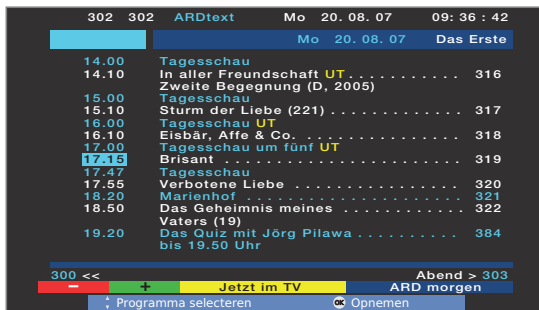 302 302 ARDtext Mo 20. 08. 07 09: 36 : 42
Mo 20. 08. 07 Das Erste
14.00 Tagesschau
14.10 In aller Freundschaft UT. . . . . . . . . . . 316
Zweite Begegnung (D, 2005)
15.00 Tagesschau
15.10 Sturm der Liebe (221) . . . . . . . . . . . . . 317
16.00 Tagesschau UT
16.10 Eisbär, Affe & Co. . . . . . . . . . . . . . . . . 318
17.00 Tagesschau um fünf UT
17.15 Brisant . . . . . . . . . . . . . . . . . . . . . . . 319
17.47 Tagesschau
17.55 Verbotene Liebe . . . . . . . . . . . . . . . . 320
18.20 Marienhof . . . . . . . . . . . . . . . . . . . . . 321
18.50 Das Geheimnis meines . . . . . . . . . . . . 322
Vaters (19)
19.20 Das Quiz mit Jörg Pilawa . . . . . . . . . . 384
bis 19.50 Uhr
300 << Abend > 303
− + Jetzt im TV ARD morgen
Programma selecteren OK Opnemen